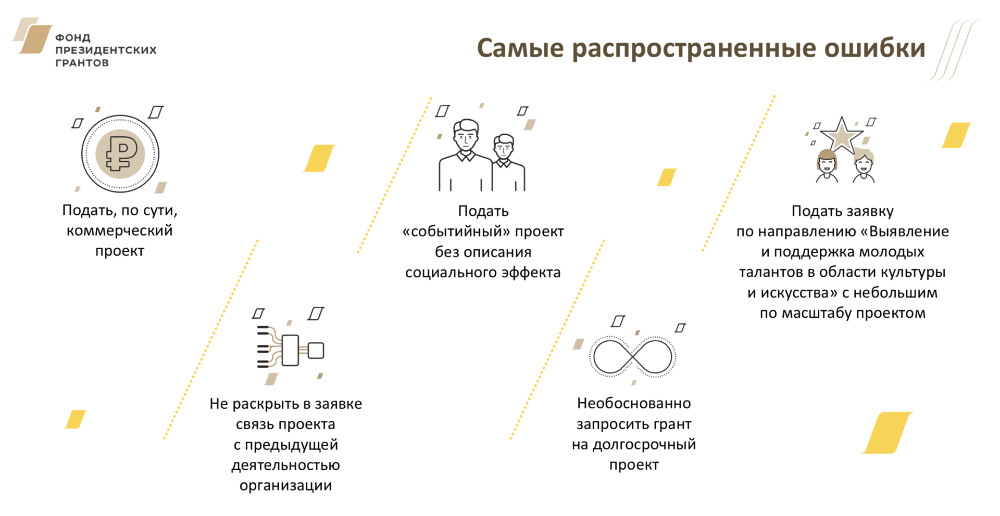 ФОНД
ПРЕЗИДЕНТСКИХ
ГРАНТОВ
Самые распространенные ошибки
Подать, по сути,
коммерческий
проект
Не раскрыть в заявке
связь проекта
с предыдущей
деятельностью
организации
Подать
«событийный» проект
без описания
социального эффекта
Необоснованно
запросить грант
на долгосрочный
проект
Подать заявку
по направлению «Выявление
и поддержка молодых
талантов в области культуры
и искусства» с небольшим
по масштабу проектом